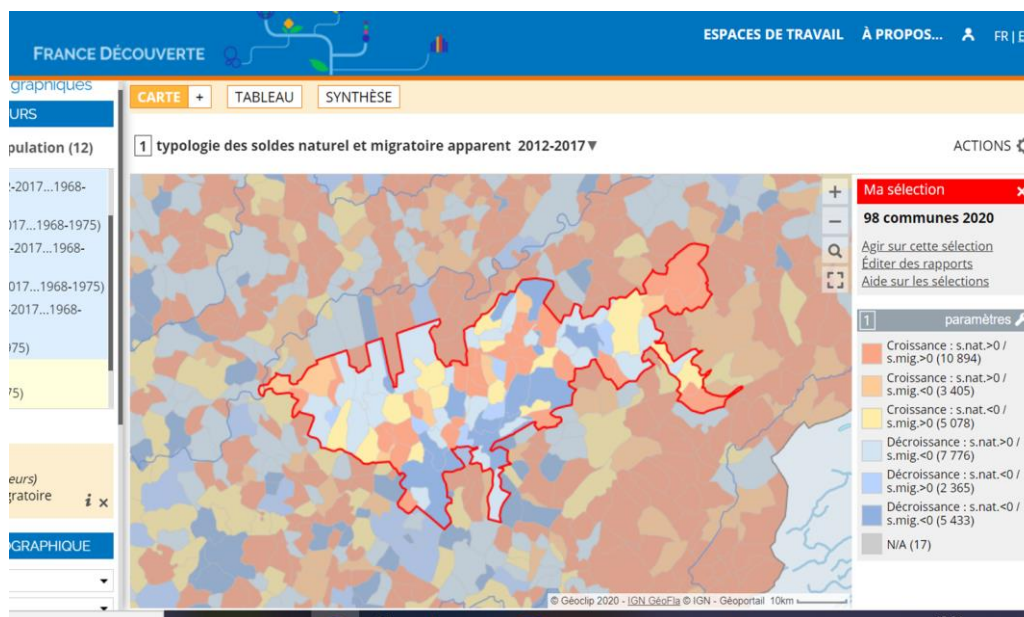 FRANCE DÉCOUVERTE
ESPACES DE TRAVAIL À PROPOS... FR | E
graphiques
URS
pulation (12)
2-2017...1968-
017...1968-1975)
-2017...1968-
017...1968-1975)
-2017...1968-
975)
75)
eurs)
gratoire i x
OGRAPHIQUE
CARTE + TABLEAU SYNTHÈSE
1 typologie des soldes naturel et migratoire apparent 2012-2017
ACTIONS
+
−
Ma sélection x
98 communes 2020
Agir sur cette sélection
Éditer des rapports
Aide sur les sélections
1 paramètres
Croissance : s.nat.>0 /
s.mig.>0 (10 894)
Croissance : s.nat.>0 /
s.mig.<0 (3 405)
Croissance : s.nat.<0 /
s.mig.>0 (5 078)
Décroissance : s.nat.>0 /
s.mig.<0 (7 776)
Décroissance : s.nat.<0 /
s.mig.>0 (2 365)
Décroissance : s.nat.<0 /
s.mig.<0 (5 433)
N/A (17)
© Géoclip 2020 - IGN GéoFla © IGN - Géoportail 10km